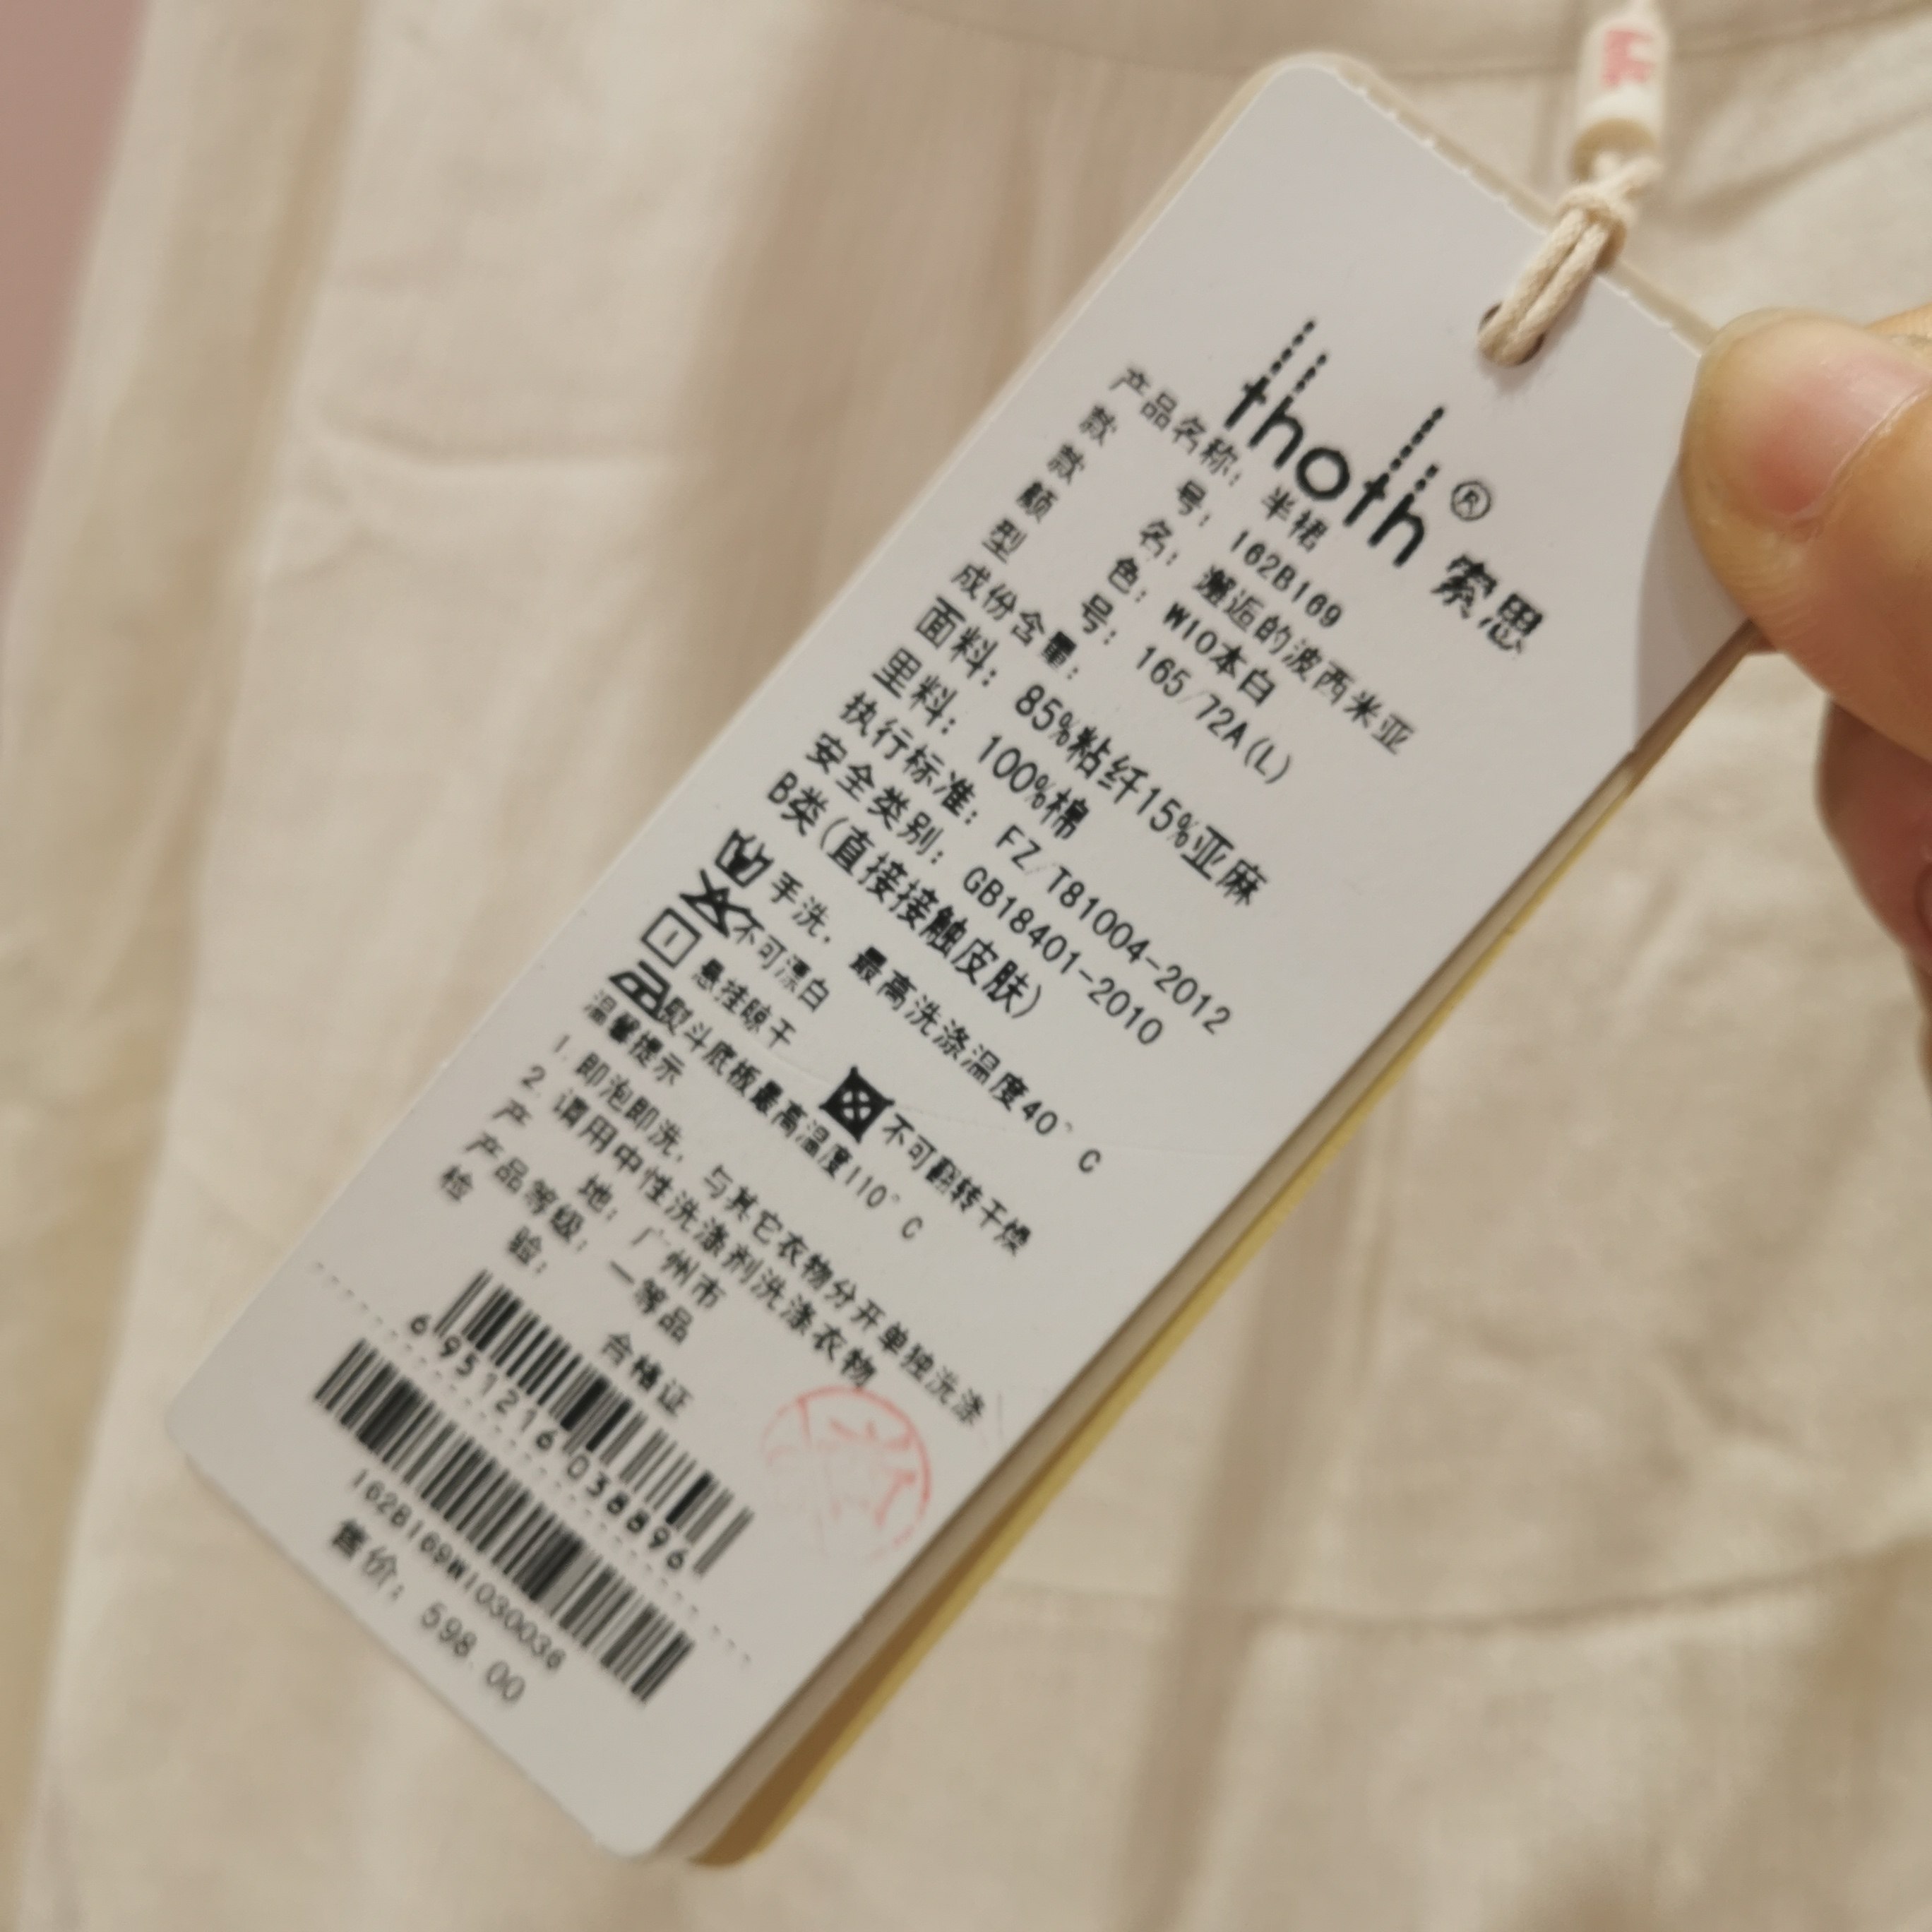 thoth® 索思
产品名称: 半裙
款 号: 162B169
款 名: 邂逅的波西米亚
颜 色: W10本白
型 号: 165/72A(L)
成份含量:
面料: 85%粘纤15%亚麻
里料: 100%棉
执行标准: FZ/T81004-2012
安全类别: GB18401-2010
B类(直接接触皮肤)
手洗, 最高洗涤温度40°C
不可漂白
不可翻转干燥
悬挂晾干
熨斗底板最高温度110°C
温馨提示
1. 即泡即洗, 与其它衣物分开单独洗涤
2. 请用中性洗涤剂洗涤衣物
产 地: 广州市
产品等级: 一等品
检 验: 合格证
6951216038896
162B169W1030036
售价: 598.00